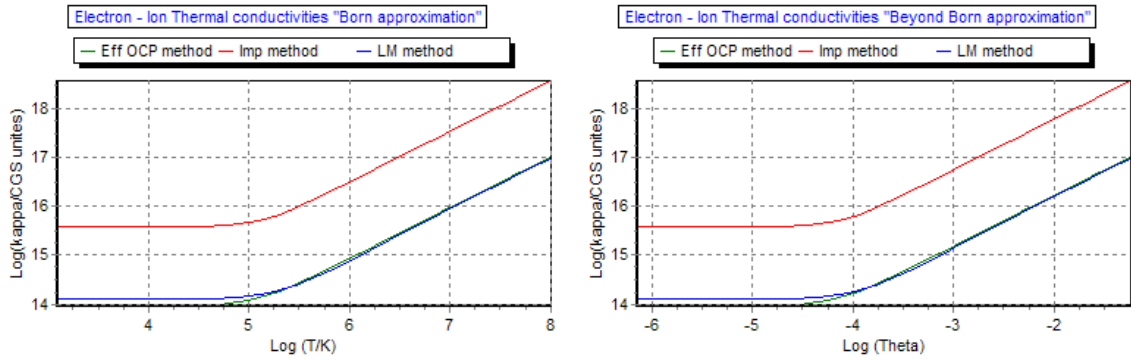 Electron - Ion Thermal conductivities "Born approximation"
Eff OCP method Imp method LM method
Log(kappa/CGS unites)
18
17
16
15
14
4 5 6 7 8
Log (T/K)
Electron - Ion Thermal conductivities "Beyond Born approximation"
Eff OCP method Imp method LM method
Log(kappa/CGS unites)
18
17
16
15
14
-6 -5 -4 -3 -2
Log (Theta)